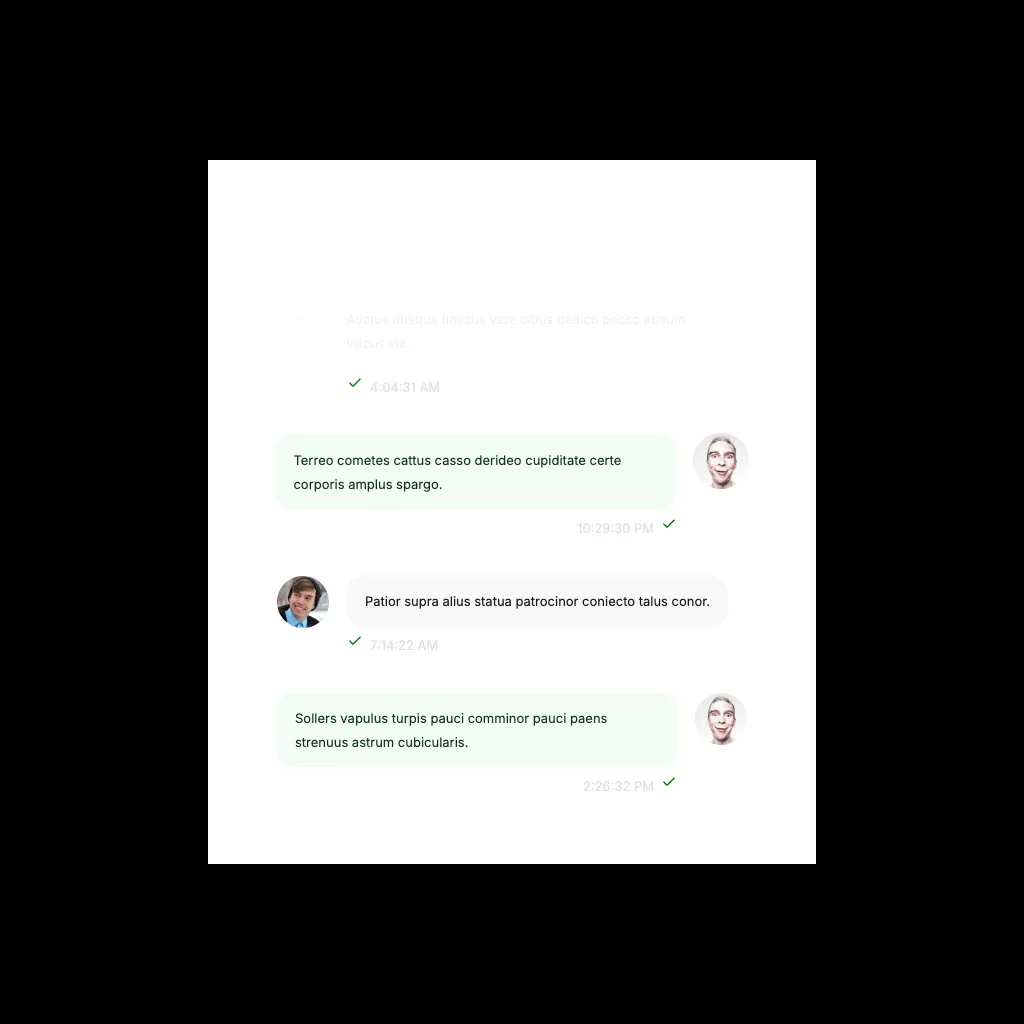 Auctus absque timidus vere cibus dedico pecco absum
vilicus vix.
4:04:31 AM
Terreo cometes cattus casso derideo cupiditate certe
corporis amplus spargo.
10:29:30 PM
Patior supra alius statua patrocinor coniecto talus conor.
7:14:22 AM
Sollers vapulus turpis pauci comminor pauci paens
strenuus astrum cubicularis.
2:26:32 PM